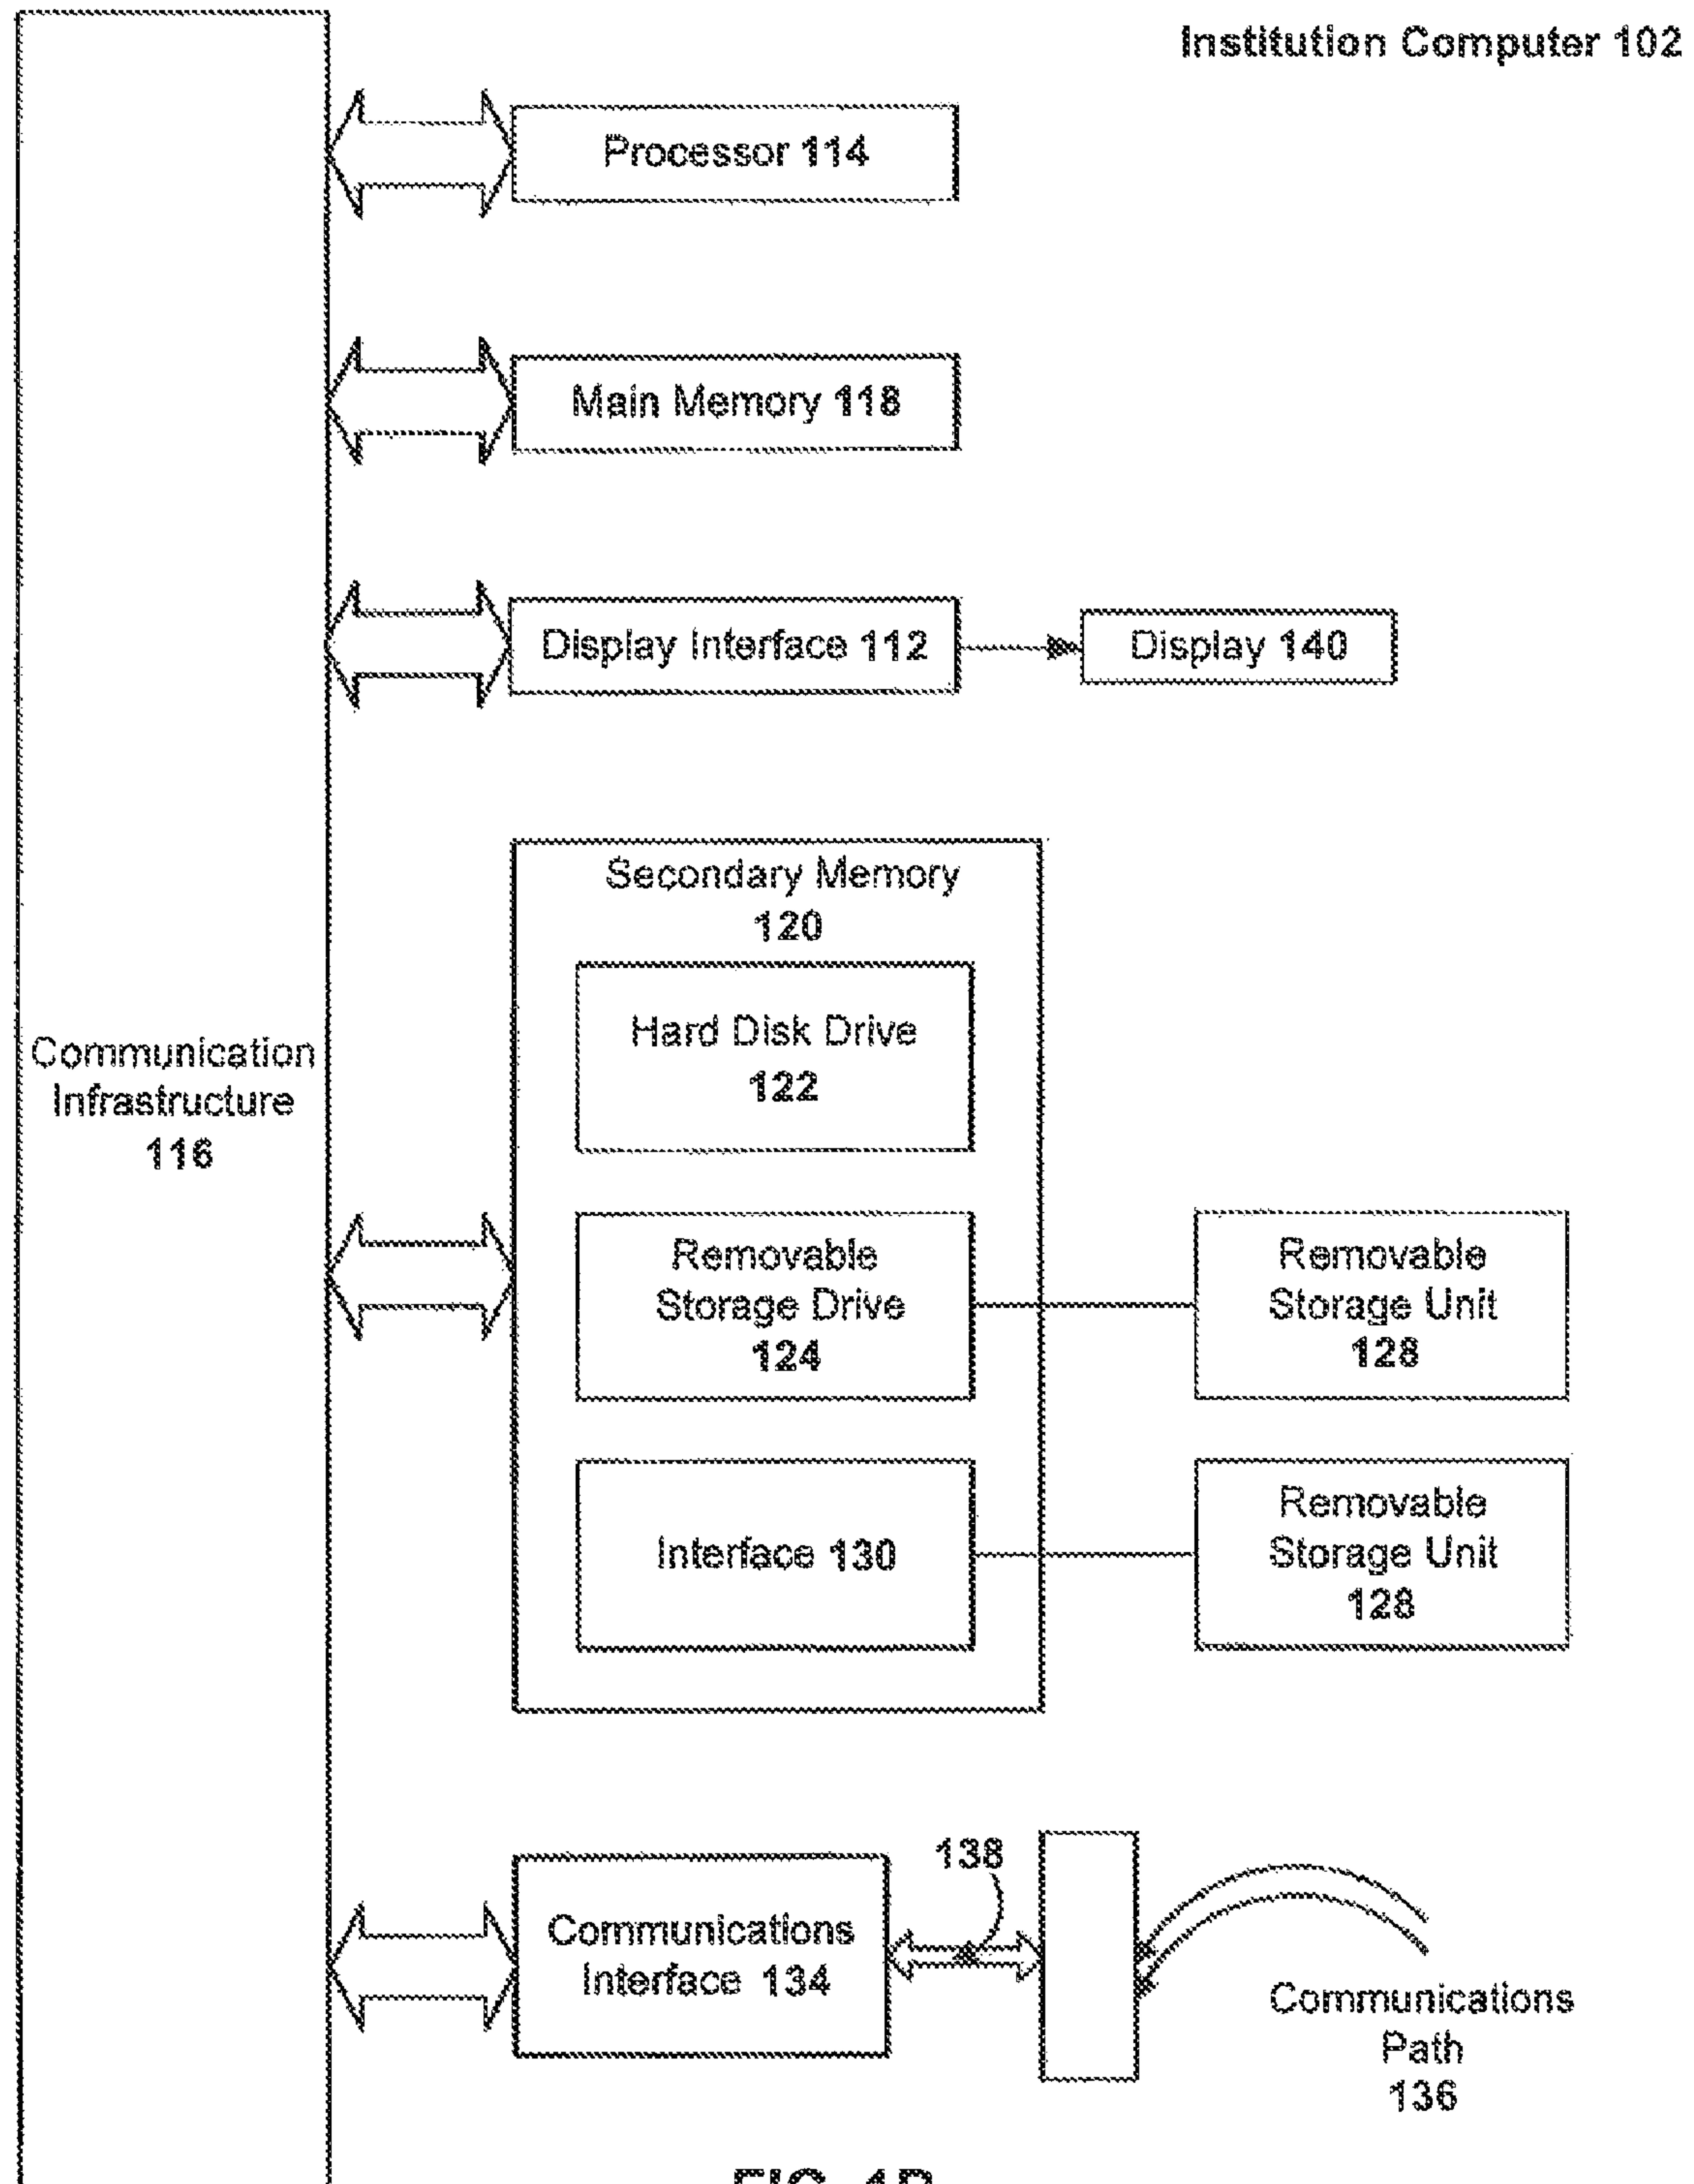 Institution Computer 102
Processor 114
Main Memory 118
Display Interface 112
Display 140
Secondary Memory
120
Hard Disk Drive
122
Communication
Infrastructure
116
Removable
Storage Drive
124
Removable
Storage Unit
128
Interface 130
Removable
Storage Unit
128
138
Communications
Interface 134
Communications
Path
136